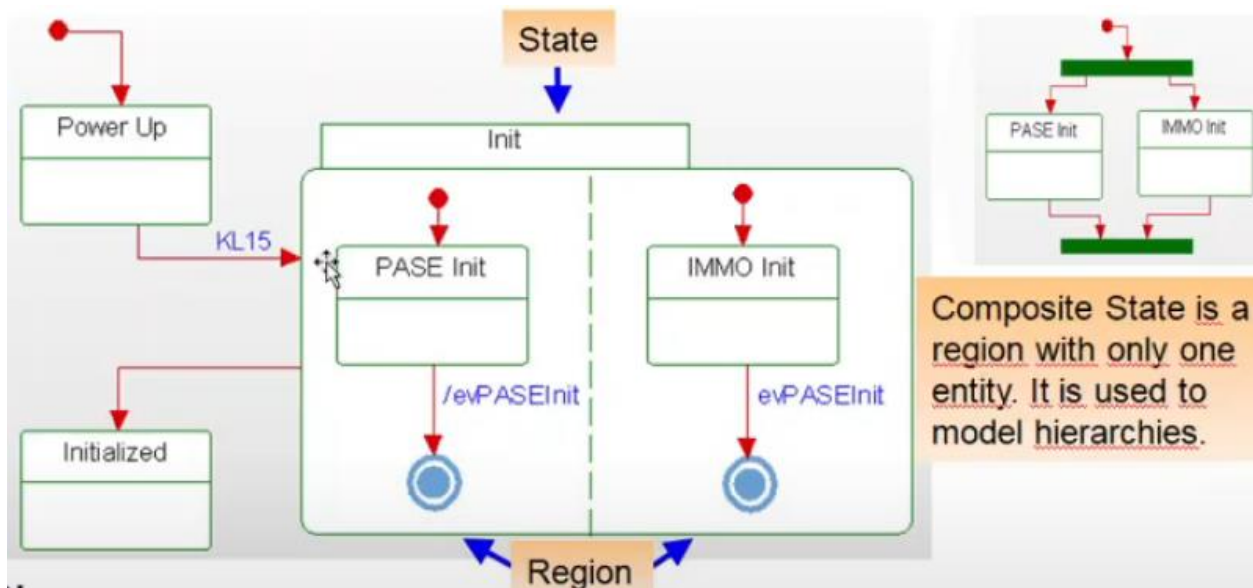 State
Power Up
Init
PASE Init
IMMO Init
KL15
PASE Init
IMMO Init
/evPASEInit
evPASEInit
Initialized
Region
Composite State is a
region with only one
entity. It is used to
model hierarchies.